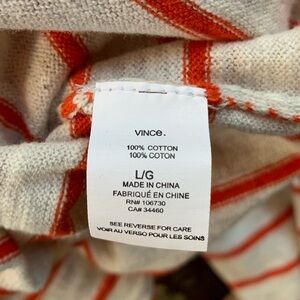 VINCE.
100% COTTON
100% COTON
L/G
MADE IN CHINA
FABRIQUÉ EN CHINE
RN# 106730
CA# 34460
SEE REVERSE FOR CARE
VOIR AU VERSO POUR LES SOINS